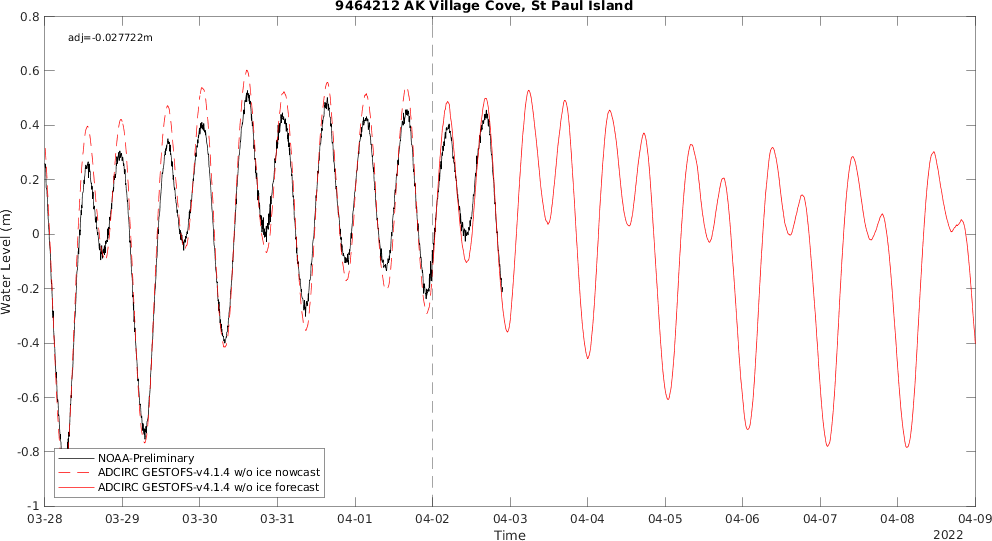 9464212 AK Village Cove, St Paul Island
adj=-0.027722m
0.8
0.6
0.4
0.2
0
-0.2
-0.4
-0.6
-0.8
-1
Water Level (m)
NOAA-Preliminary
ADCIRC GESTOFS-v4.1.4 w/o ice nowcast
ADCIRC GESTOFS-v4.1.4 w/o ice forecast
03-28 03-29 03-30 03-31 04-01 04-02 04-03 04-04 04-05 04-06 04-07 04-08 04-09
Time
2022